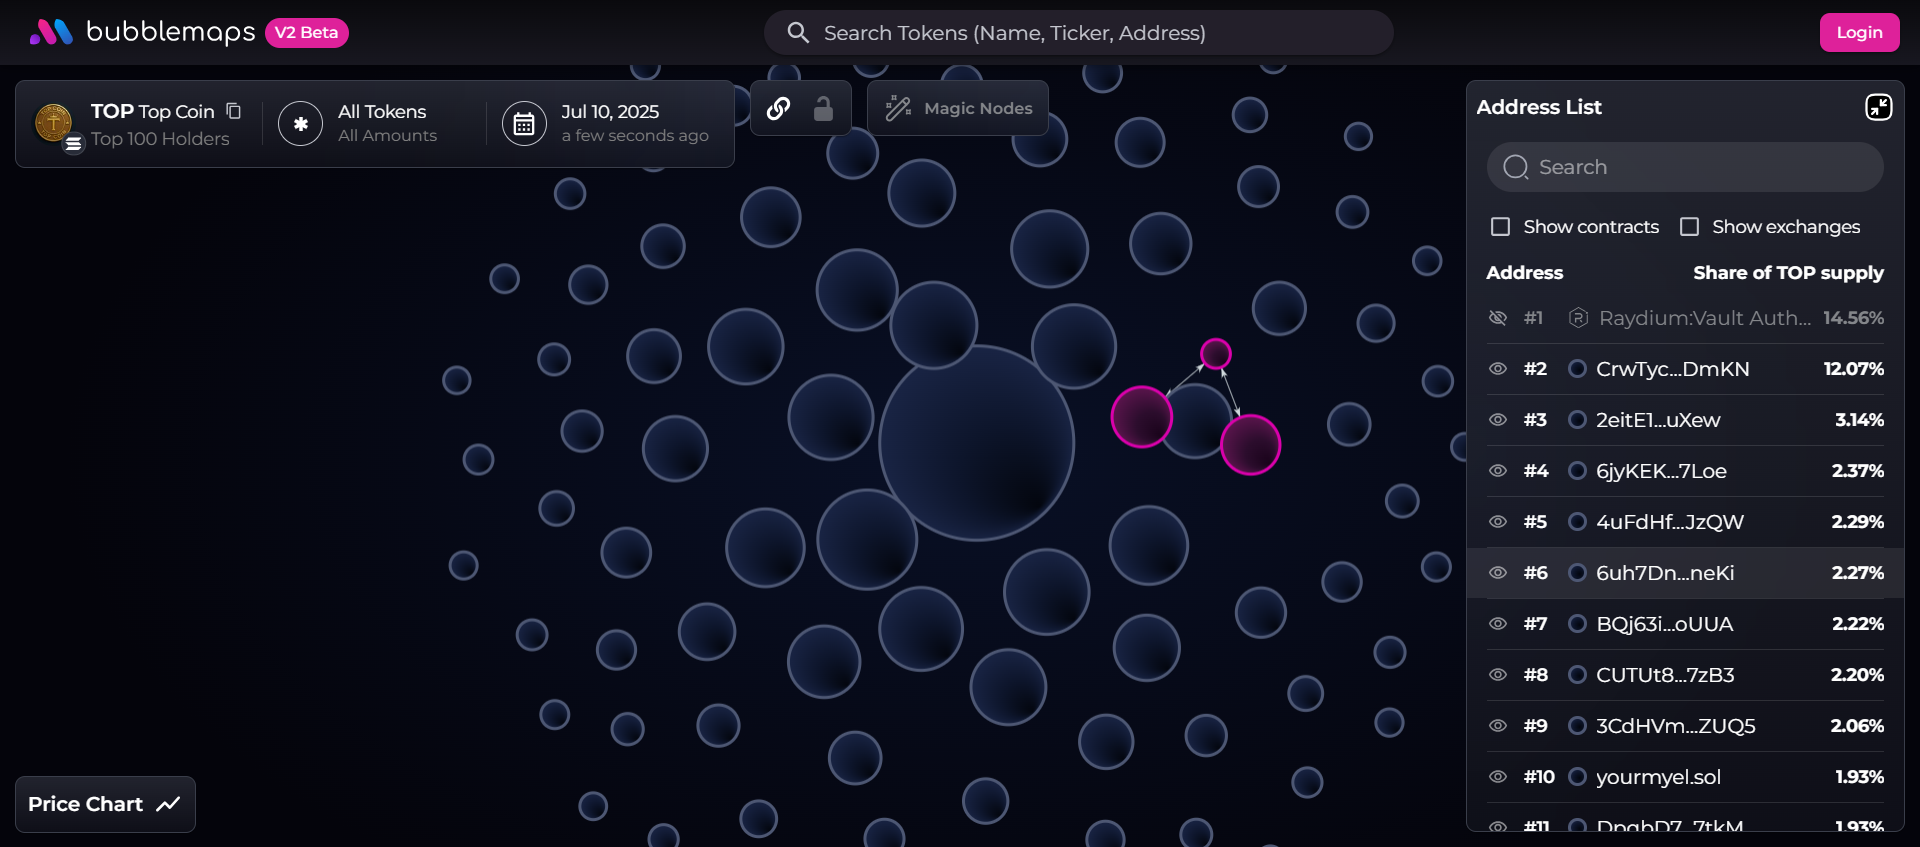 bubblemaps V2 Beta
Search Tokens (Name, Ticker, Address)
Login
TOP Top Coin
Top 100 Holders
All Tokens
All Amounts
Jul 10, 2025
a few seconds ago
Magic Nodes
Address List
Search
Show contracts
Show exchanges
Address Share of TOP supply
#1 Raydium:Vault Auth... 14.56%
#2 CrwTyc...DmKN 12.07%
#3 2eitE1...uXew 3.14%
#4 6jyKEK...7Loe 2.37%
#5 4uFdHf...JzQW 2.29%
#6 6uh7Dn...neKi 2.27%
#7 BQj63i...oUUA 2.22%
#8 CUTUt8...7zB3 2.20%
#9 3CdHVm...ZUQ5 2.06%
#10 yourmyel.sol 1.93%
#11 1.93%
Price Chart